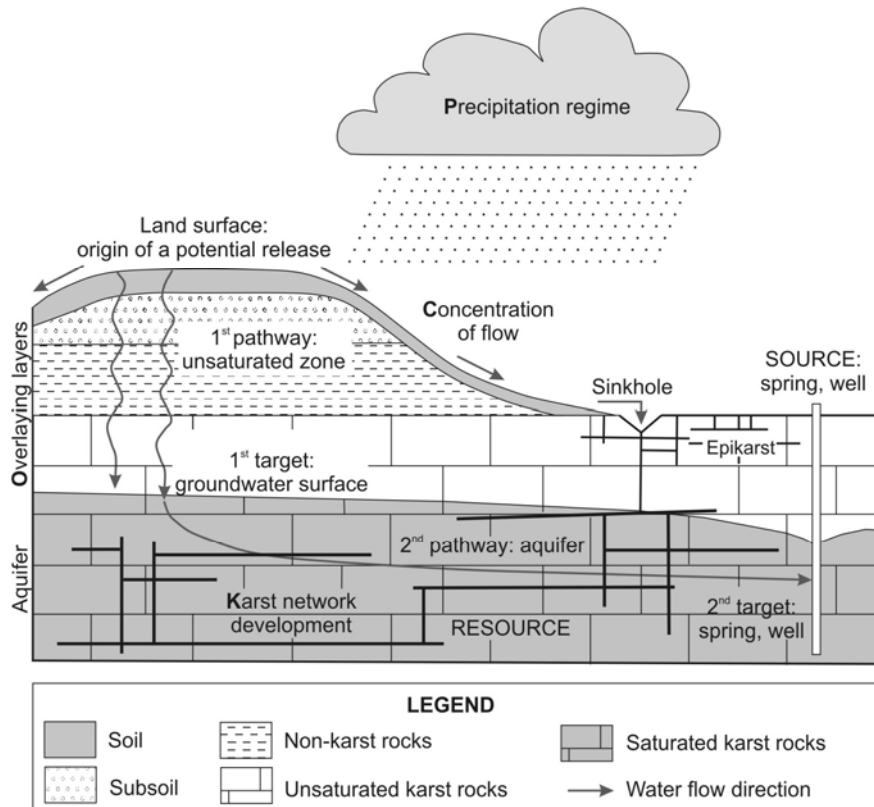 Precipitation regime
Land surface:
origin of a potential release
Concentration
of flow
1st pathway:
unsaturated zone
SOURCE:
spring, well
Sinkhole
Overlaying layers
Epikarst
1st target:
groundwater surface
2nd pathway: aquifer
Aquifer
Karst network
development
RESOURCE
2nd target:
spring, well
LEGEND
Soil
Non-karst rocks
Saturated karst rocks
Subsoil
Unsaturated karst rocks
Water flow direction